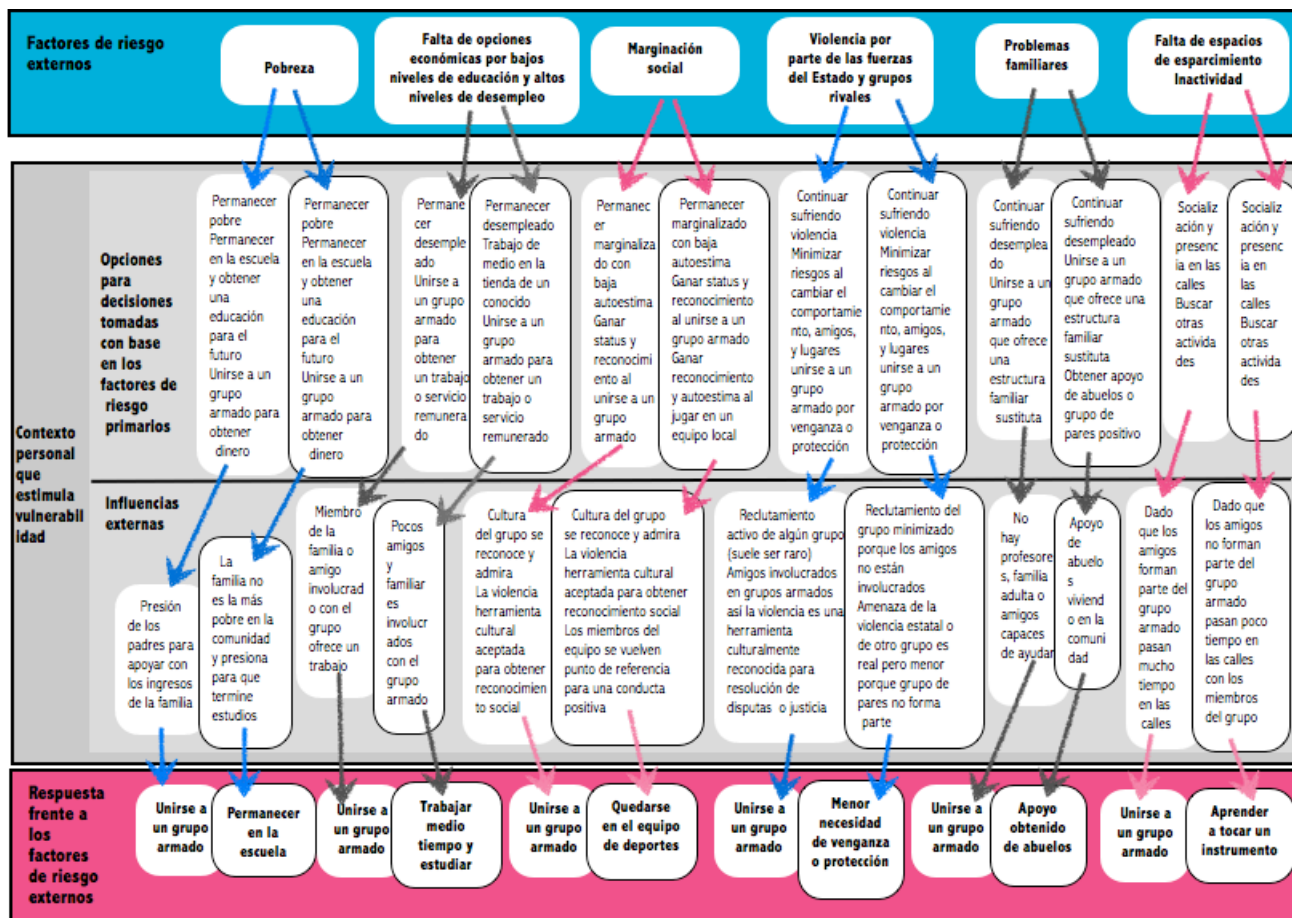 Factores de riesgo
externos
Pobreza
Falta de opciones
económicas por bajos
niveles de educación y altos
niveles de desempleo
Marginación
social
Violencia por
parte de las fuerzas
del Estado y grupos
rivales
Problemas
familiares
Falta de espacios
de esparcimiento
Inactividad
Contexto
personal
que
estimula
vulnerabil
idad
Opciones
para
decisiones
tomadas
con base
en los
factores de
riesgo
primarios
Permanecer
pobre
Permanecer
en la escuela
y obtener
una
educación
para el
futuro
Unirse a un
grupo
armado para
obtener
dinero
Permanecer
pobre
Permanecer
en la escuela
y obtener
una
educación
para el
futuro
Unirse a un
grupo
armado para
obtener
dinero
Permane
cer
desemple
ado
Unirse a
un grupo
armado
para
obtener
un trabajo
o servicio
remunera
do
Permanecer
desempleado
Trabajo de
medio en la
tienda de un
conocido
Unirse a un
grupo
armado para
obtener un
trabajo o
servicio
remunerado
Permanec
er
marginaliza
do con
baja
autoestima
Ganar
status y
reconocimi
ento al
unirse a un
grupo
armado
Permanecer
marginalizado
con baja
autoestima
Ganar status y
reconocimiento
al unirse a un
grupo armado
Ganar
reconocimiento
y autoestima al
jugar en un
equipo local
Continuar
sufriendo
violencia
Minimizar
riesgos al
cambiar el
comportamie
nto, amigos,
y lugares
unirse a un
grupo
armado por
venganza o
protección
Continuar
sufriendo
violencia
Minimizar
riesgos al
cambiar el
comportamie
nto, amigos,
y lugares
unirse a un
grupo
armado por
venganza o
protección
Continuar
sufriendo
desemplea
do
Unirse a
un grupo
armado
que ofrece
una
estructura
familiar
sustituta
Continuar
sufriendo
desempleado
Unirse a un
grupo armado
que ofrece una
estructura
familiar
sustituta
Obtener apoyo
de abuelos o
grupo de
pares positivo
Socializ
ación y
presenc
ia en las
calles
Buscar
otras
activida
des
Socializ
ación y
presenc
ia en
las
calles
Buscar
otras
activida
des
Influencias
externas
Presión
de los
padres para
apoyar con
los ingresos
de la familia
La
familia no
es la más
pobre en la
comunidad
y presiona
para que
termine
estudios
Miembro
de la
familia o
amigo
involucrad
o con el
grupo
ofrece un
trabajo
Pocos
amigos
y
familiar
es
involucr
ados
con el
grupo
armado
Cultura
del grupo se
reconoce y
admira
La violencia
herramienta
cultural
aceptada
para obtener
reconocimien
to social
Cultura del grupo
se reconoce y admira
La violencia
herramienta cultural
aceptada para obtener
reconocimiento social
Los miembros del
equipo se vuelven
punto de referencia
para una conducta
positiva
Reclutamiento
activo de algún grupo
(suele ser raro)
Amigos involucrados
en grupos armados
así la violencia es una
herramienta
culturalmente
reconocida para
resolución de
disputas o justicia
Reclutamiento del
grupo minimizado
porque los amigos
no están
involucrados
Amenaza de la
violencia estatal o
de otro grupo es
real pero menor
porque grupo de
pares no forma
parte
No
hay
profesore
s, familia
adulta o
amigos
capaces
de ayudar
Apoyo
de
abuelo
s
viviend
o en la
comuni
dad
Dado
que los
amigos
forman
parte del
grupo
armado
pasan
mucho
tiempo
en las
calles
Dado que
los amigos
no forman
parte del
grupo
armado
pasan poco
tiempo en
las calles
con los
miembros
del grupo
Respuesta
frente a
los
factores
de riesgo
externos
Unirse a
un grupo
armado
Permanecer
en la
escuela
Unirse a
un grupo
armado
Trabajar
medio
tiempo y
estudiar
Unirse a
un grupo
armado
Quedarse
en el equipo
de deportes
Unirse a
un grupo
armado
Menor
necesidad
de venganza
o protección
Unirse a
un grupo
armado
Apoyo
obtenido
de abuelos
Unirse a
un grupo
armado
Aprender
a tocar un
instrumento